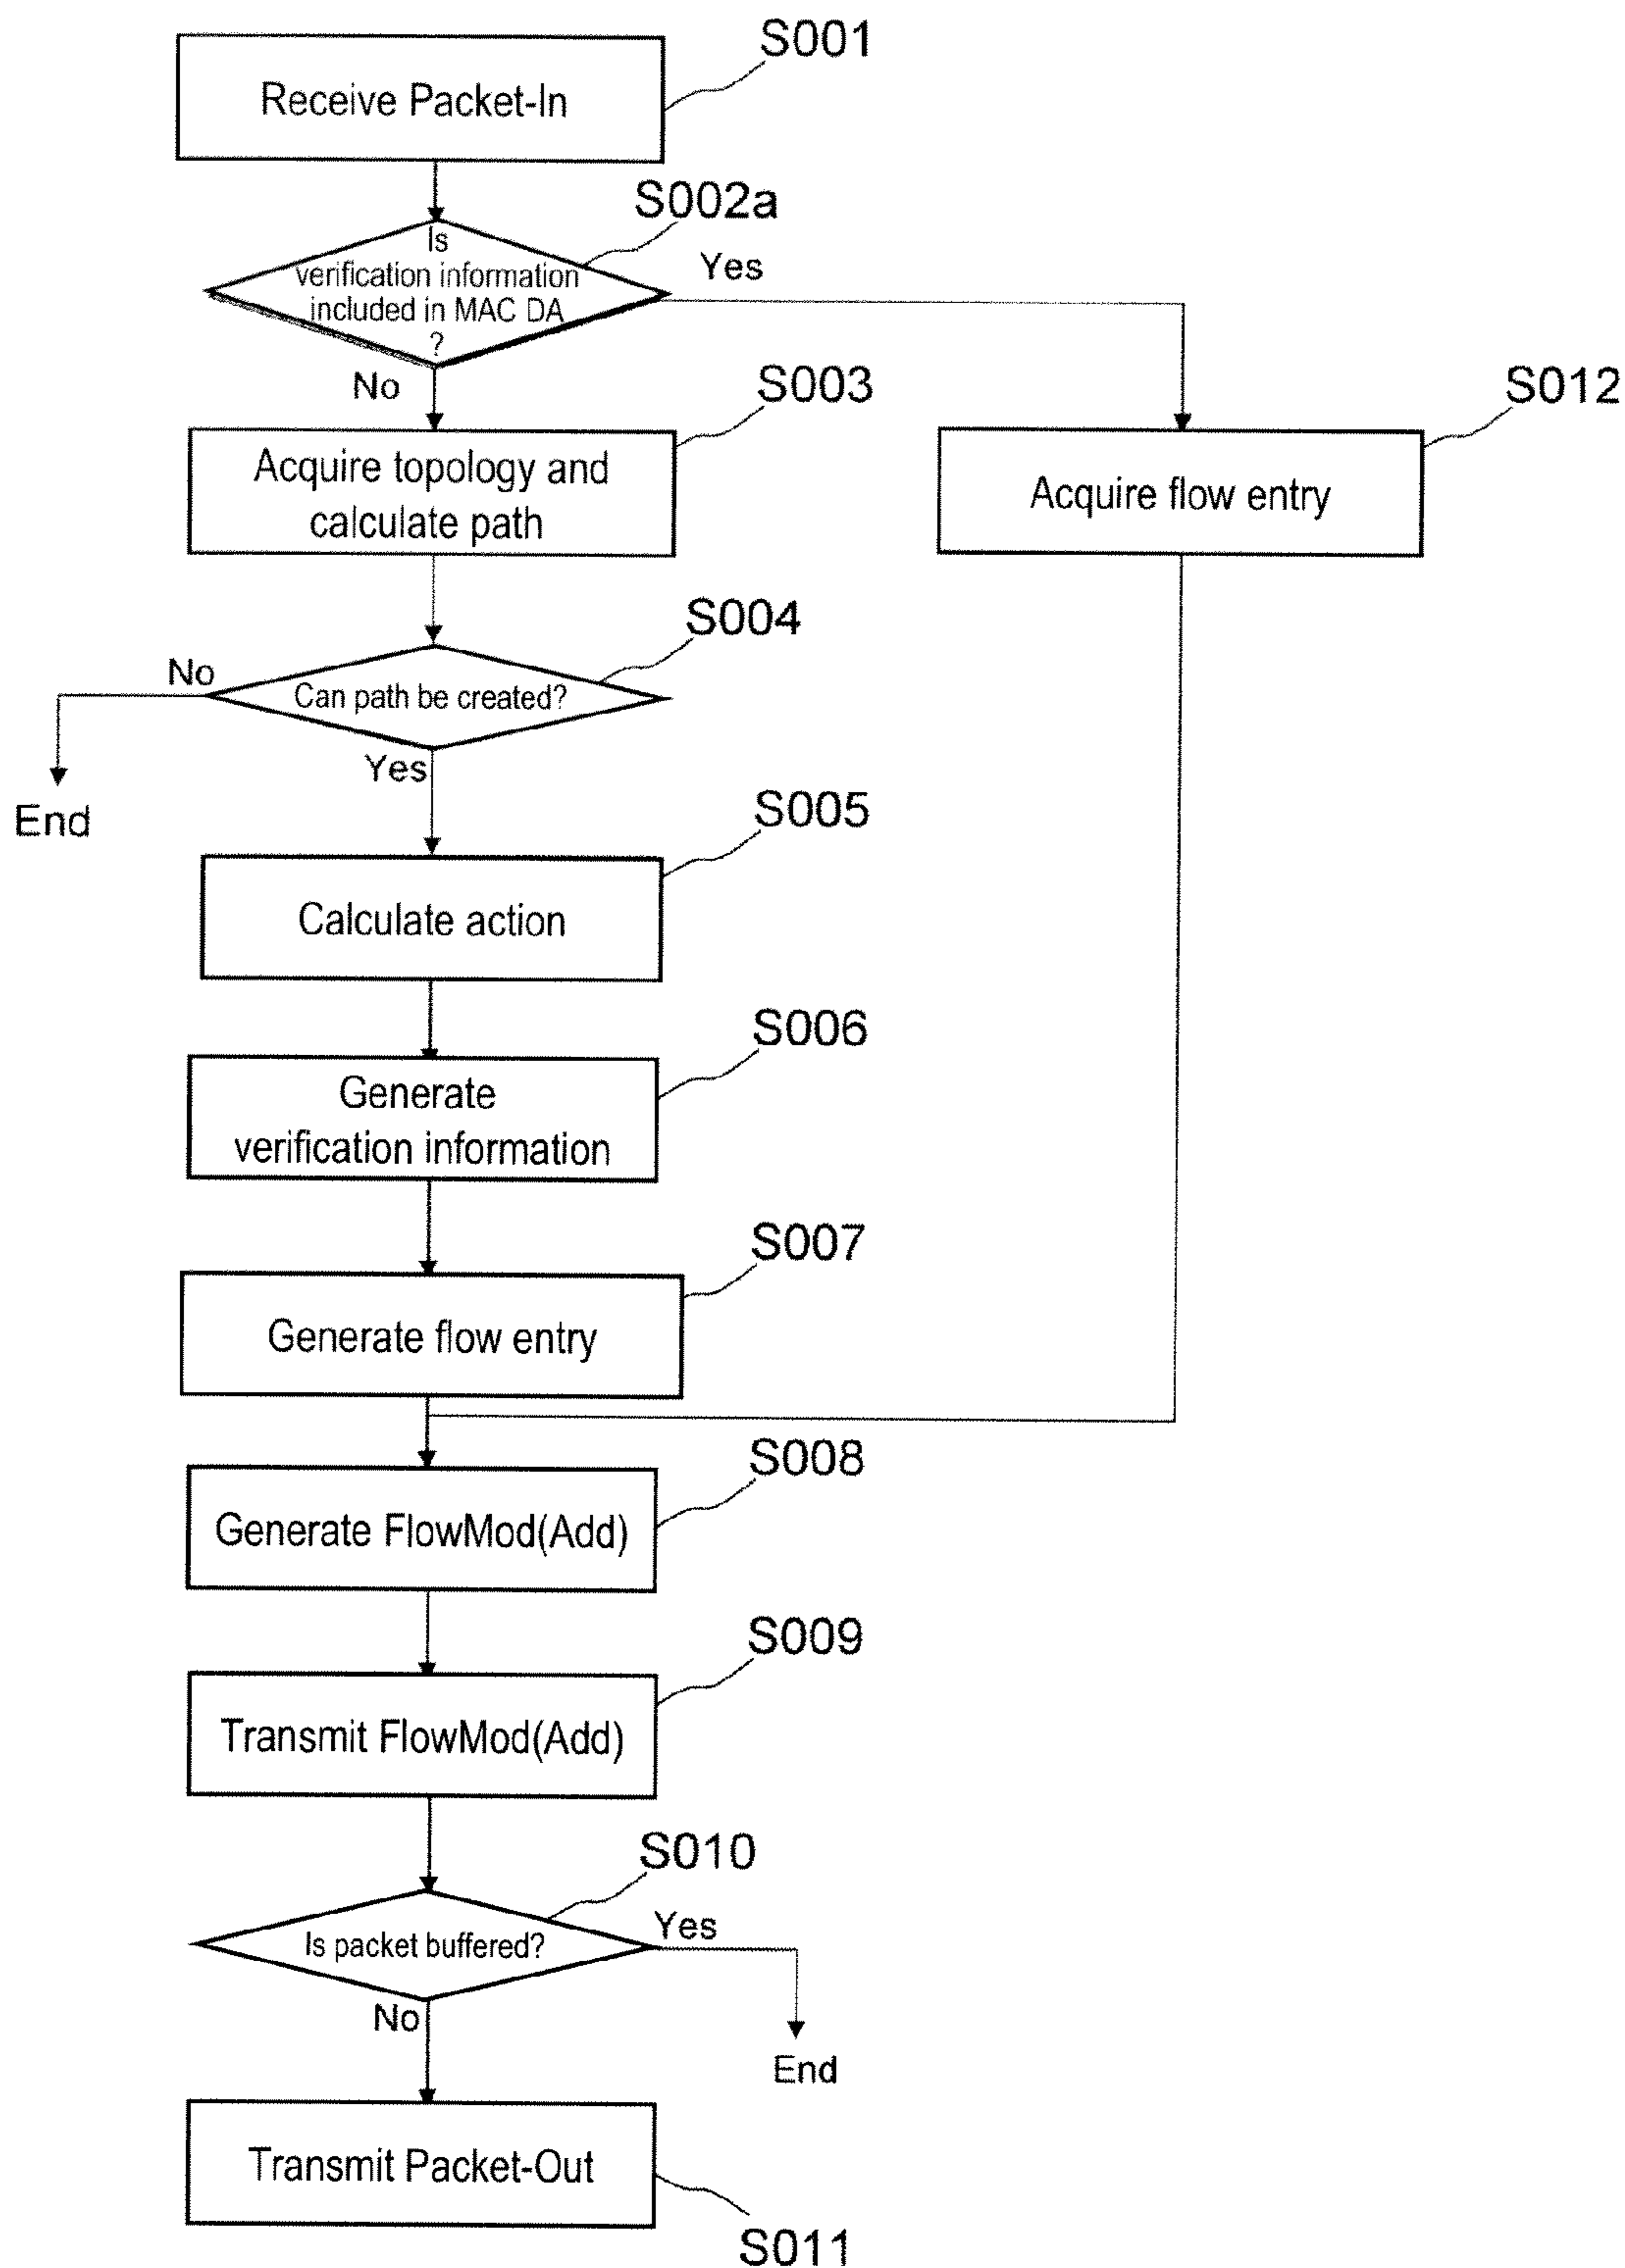 S001
Receive Packet-In
S002a
Is
verification information
included in MAC DA
?
Yes
No
S003
Acquire topology and
calculate path
S012
Acquire flow entry
S004
No
Can path be created?
Yes
End
S005
Calculate action
S006
Generate
verification information
S007
Generate flow entry
S008
Generate FlowMod(Add)
S009
Transmit FlowMod(Add)
S010
Is packet buffered?
Yes
No
End
Transmit Packet-Out
S011